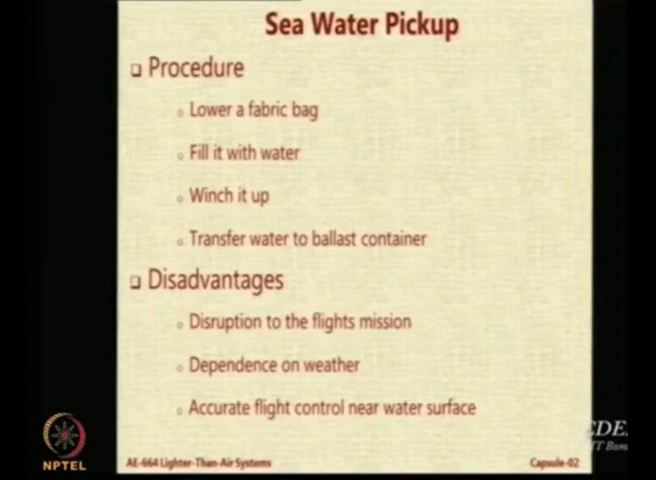 Sea Water Pickup
Procedure
Lower a fabric bag
Fill it with water
Winch it up
Transfer water to ballast container
Disadvantages
Disruption to the flights mission
Dependence on weather
Accurate flight control near water surface
NPTEL
AE-664 Lighter-Than-Air Systems
Capsule-02